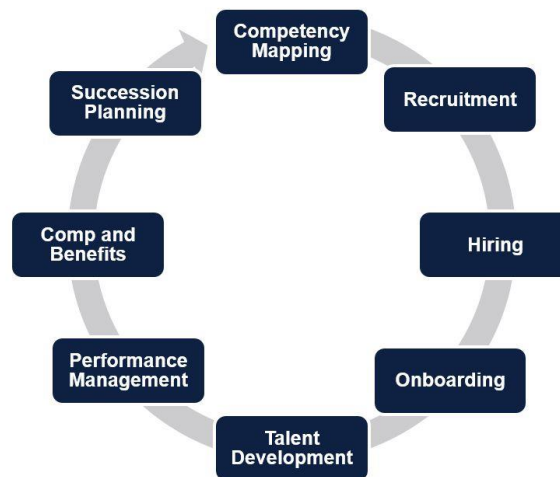 Competency
Mapping
Recruitment
Hiring
Onboarding
Talent
Development
Performance
Management
Comp and
Benefits
Succession
Planning